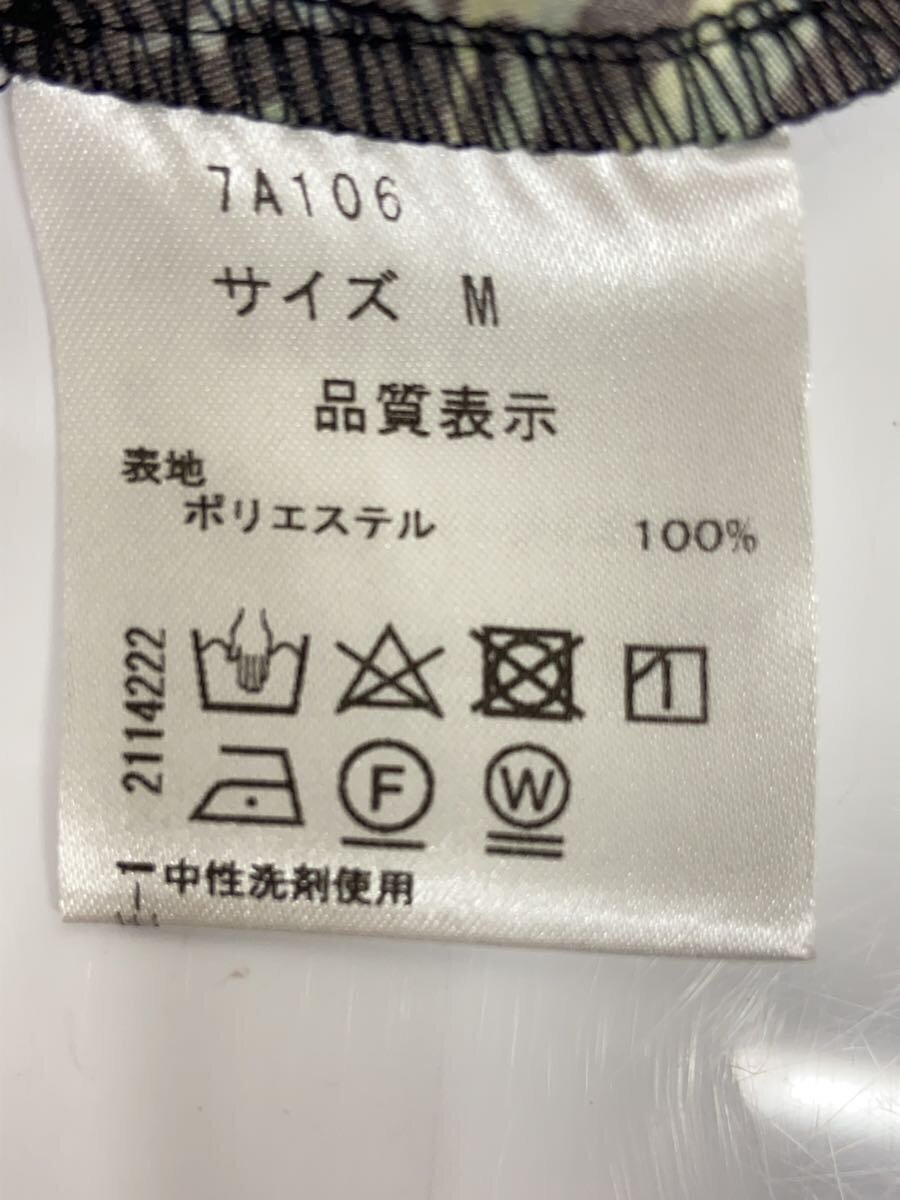 7A106
サイズ M
品質表示
表地
ポリエステル 100%
2114222
F W
中性洗剤使用